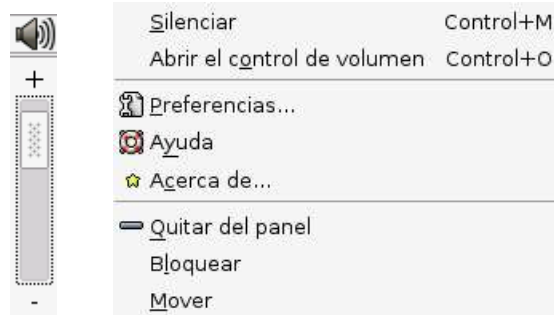 +
-
Silenciar Control+M
Abrir el control de volumen Control+O
Preferencias...
Ayuda
Acerca de...
Quitar del panel
Bloquear
Mover